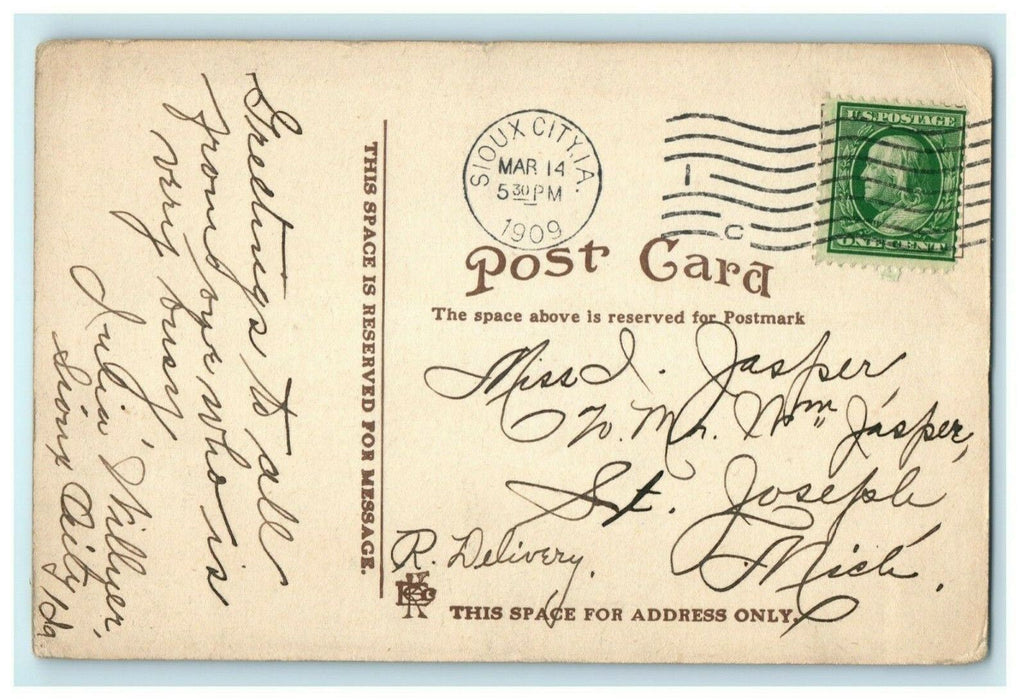 Greetings to all
from one who is
very busy
Julia Willyer,
Sioux City, Ia.
THIS SPACE IS RESERVED FOR MESSAGE.
SIOUX CITY, IA.
MAR 14
5 30 PM
1909
1
C
U.S. POSTAGE
ONE CENT
Post Card
The space above is reserved for Postmark
Miss I. Jasper
Mr. Wm Jasper,
St. Joseph
Mich.
R. Delivery.
THIS SPACE FOR ADDRESS ONLY.